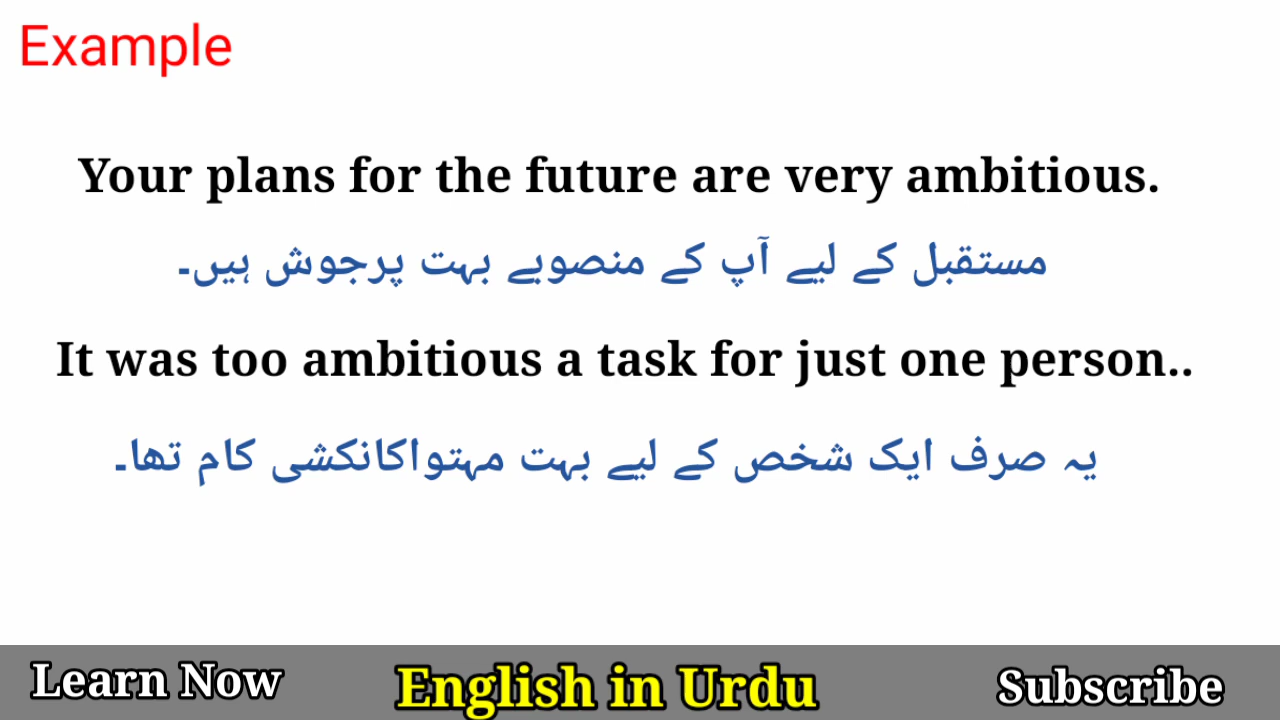 Example
Your plans for the future are very ambitious.
مستقبل کے لیے آپ کے منصوبے بہت پرجوش ہیں۔
It was too ambitious a task for just one person..
یہ صرف ایک شخص کے لیے بہت مہتواکانکشی کام تھا۔
Learn Now English in Urdu Subscribe